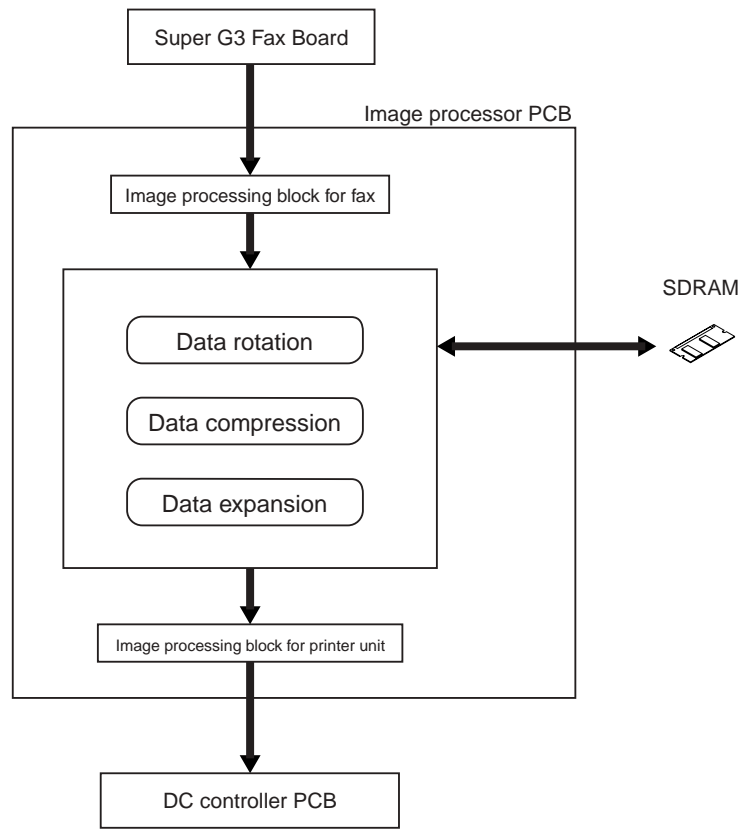 Super G3 Fax Board
Image processor PCB
Image processing block for fax
SDRAM
Data rotation
Data compression
Data expansion
Image processing block for printer unit
DC controller PCB